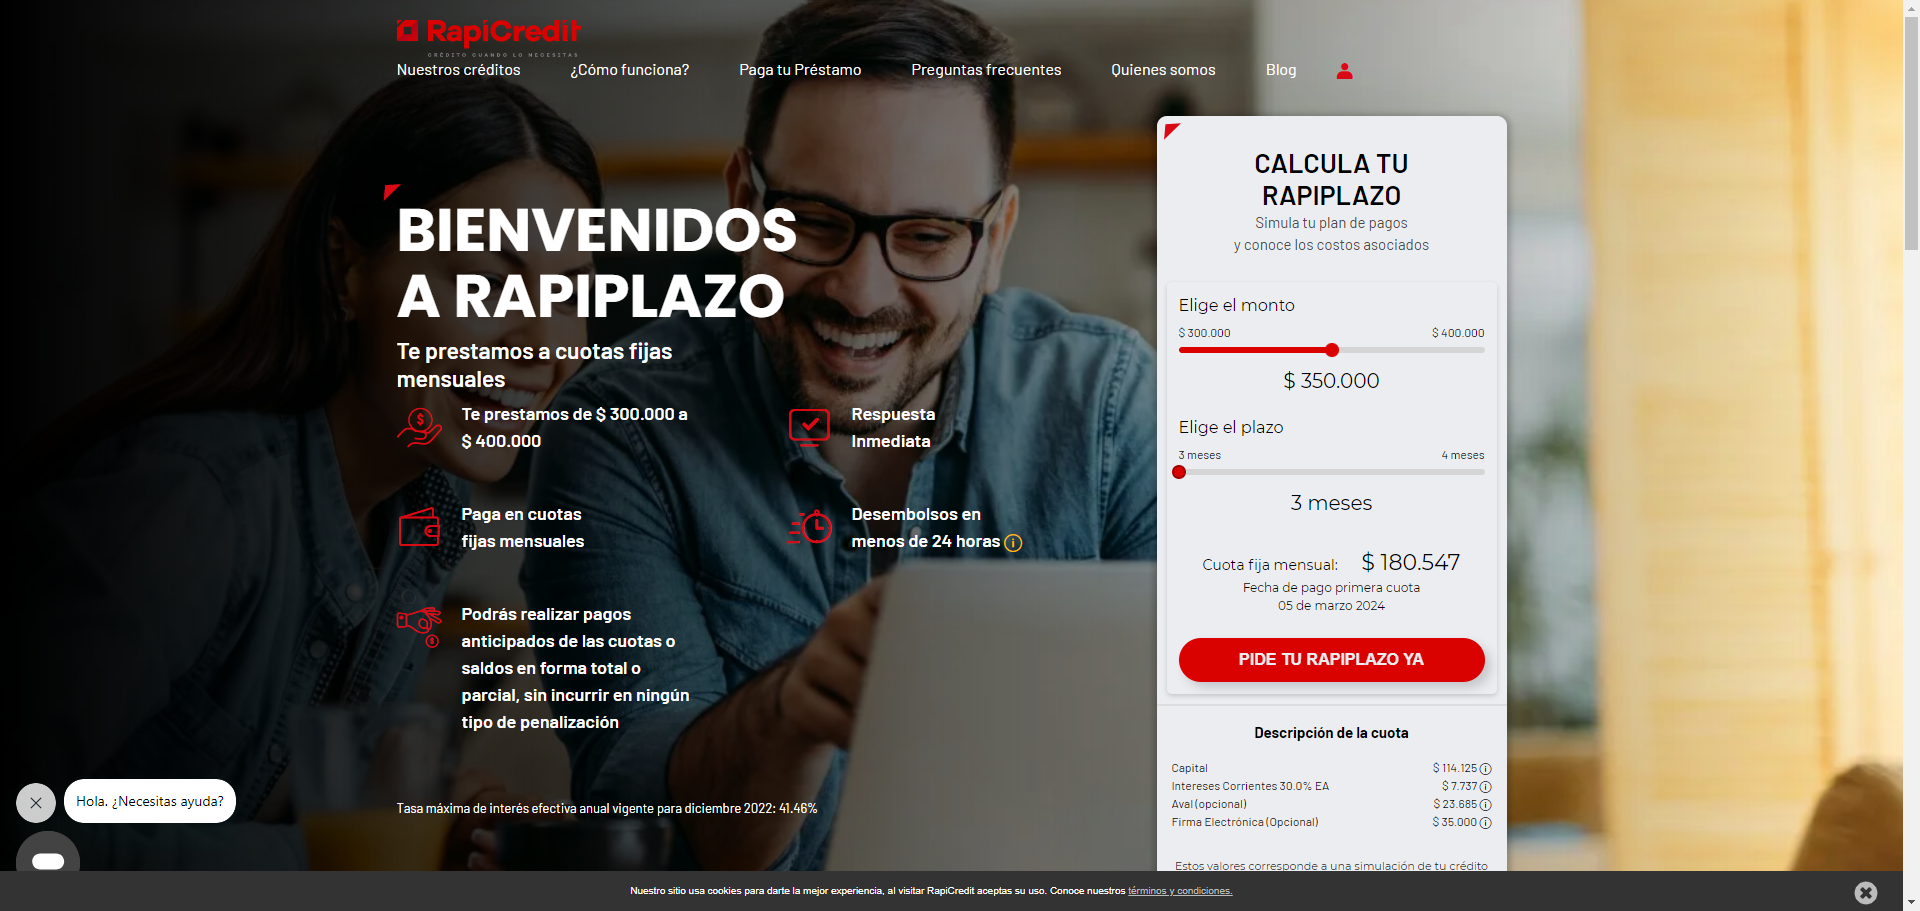 RapiCredit
CRÉDITO CUANDO LO NECESITAS
Nuestros créditos
¿Cómo funciona?
Paga tu Préstamo
Preguntas frecuentes
Quienes somos
Blog
BIENVENIDOS
A RAPIPLAZO
Te prestamos a cuotas fijas
mensuales
Te prestamos de $ 300.000 a
$ 400.000
Respuesta
Inmediata
Paga en cuotas
fijas mensuales
Desembolsos en
menos de 24 horas
Podrás realizar pagos
anticipados de las cuotas o
saldos en forma total o
parcial, sin incurrir en ningún
tipo de penalización
Tasa máxima de interés efectiva anual vigente para diciembre 2022: 41.46%
CALCULA TU
RAPIPLAZO
Simula tu plan de pagos
y conoce los costos asociados
Elige el monto
$ 300.000 $ 400.000
$ 350.000
Elige el plazo
3 meses 4 meses
3 meses
Cuota fija mensual: $ 180.547
Fecha de pago primera cuota
05 de marzo 2024
PIDE TU RAPIPLAZO YA
Descripción de la cuota
Capital $ 114.125
Intereses Corrientes 30.0% EA $ 7.737
Aval (opcional) $ 23.685
Firma Electrónica (Opcional) $ 35.000
Estos valores corresponde a una simulación de tu crédito
Hola. ¿Necesitas ayuda?
Nuestro sitio usa cookies para darte la mejor experiencia, al visitar RapiCredit aceptas su uso. Conoce nuestros términos y condiciones.